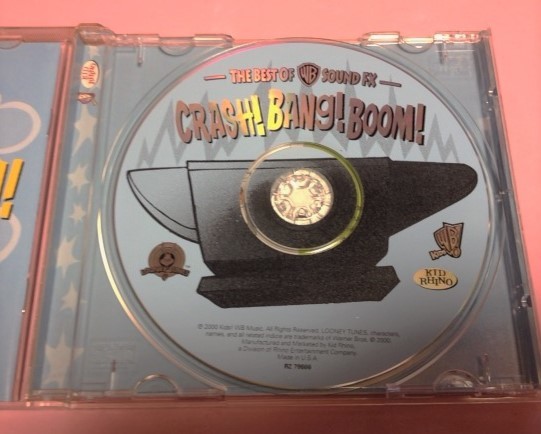 THE BEST OF WB SOUND FX
CRASH! BANG! BOOM!
WB
KID
RHINO
℗ 2000 Kids' WB Music. All Rights Reserved. LOONEY TUNES, characters,
names, and all related indicia are trademarks of Warner Bros. © 2000.
Manufactured and Marketed by Kid Rhino,
a Division of Rhino Entertainment Company.
Made in U.S.A.